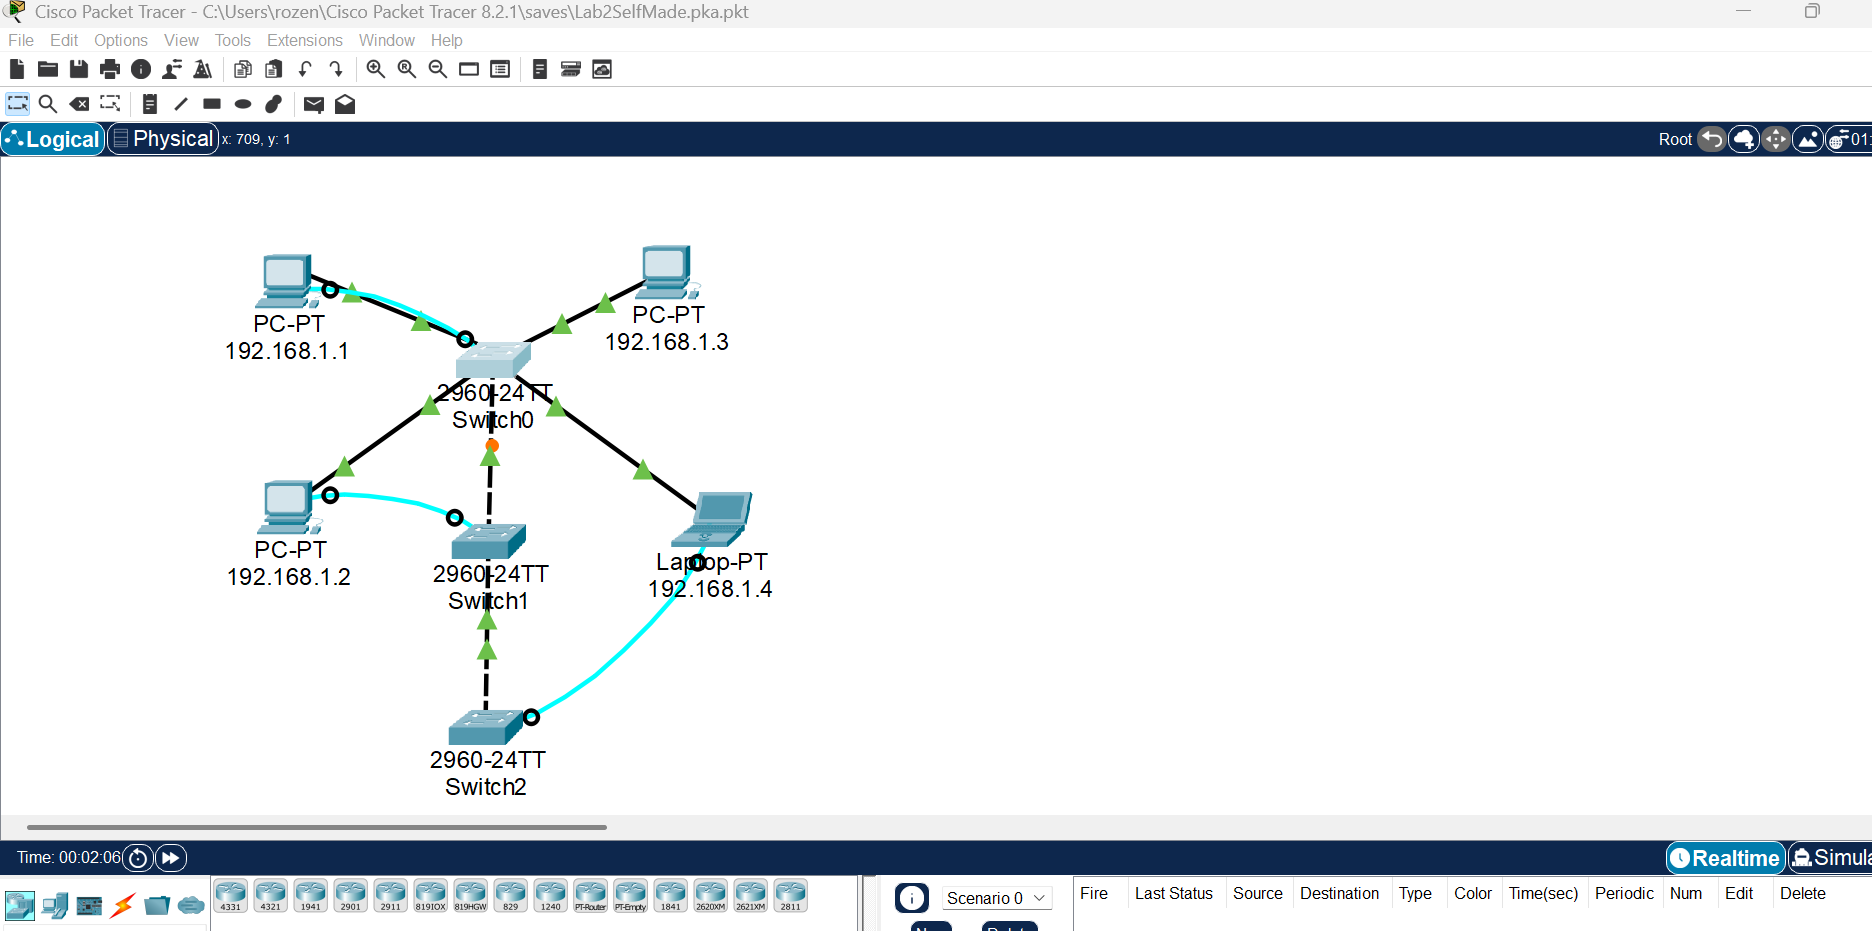 Cisco Packet Tracer - C:\Users\rozen\Cisco Packet Tracer 8.2.1\saves\Lab2SelfMade.pka.pkt
File Edit Options View Tools Extensions Window Help
Logical Physical x: 709, y: 1 Root 01:
PC-PT
192.168.1.1
PC-PT
192.168.1.3
2960-24TT
Switch0
PC-PT
192.168.1.2
2960-24TT
Switch1
Laptop-PT
192.168.1.4
2960-24TT
Switch2
Time: 00:02:06 Realtime Simula
4331 4321 1941 2901 2911 819IOX 819HGW 829 1240 PT-Router PT-Empty 1841 2620XM 2621XM 2811
Scenario 0
Fire Last Status Source Destination Type Color Time(sec) Periodic Num Edit Delete